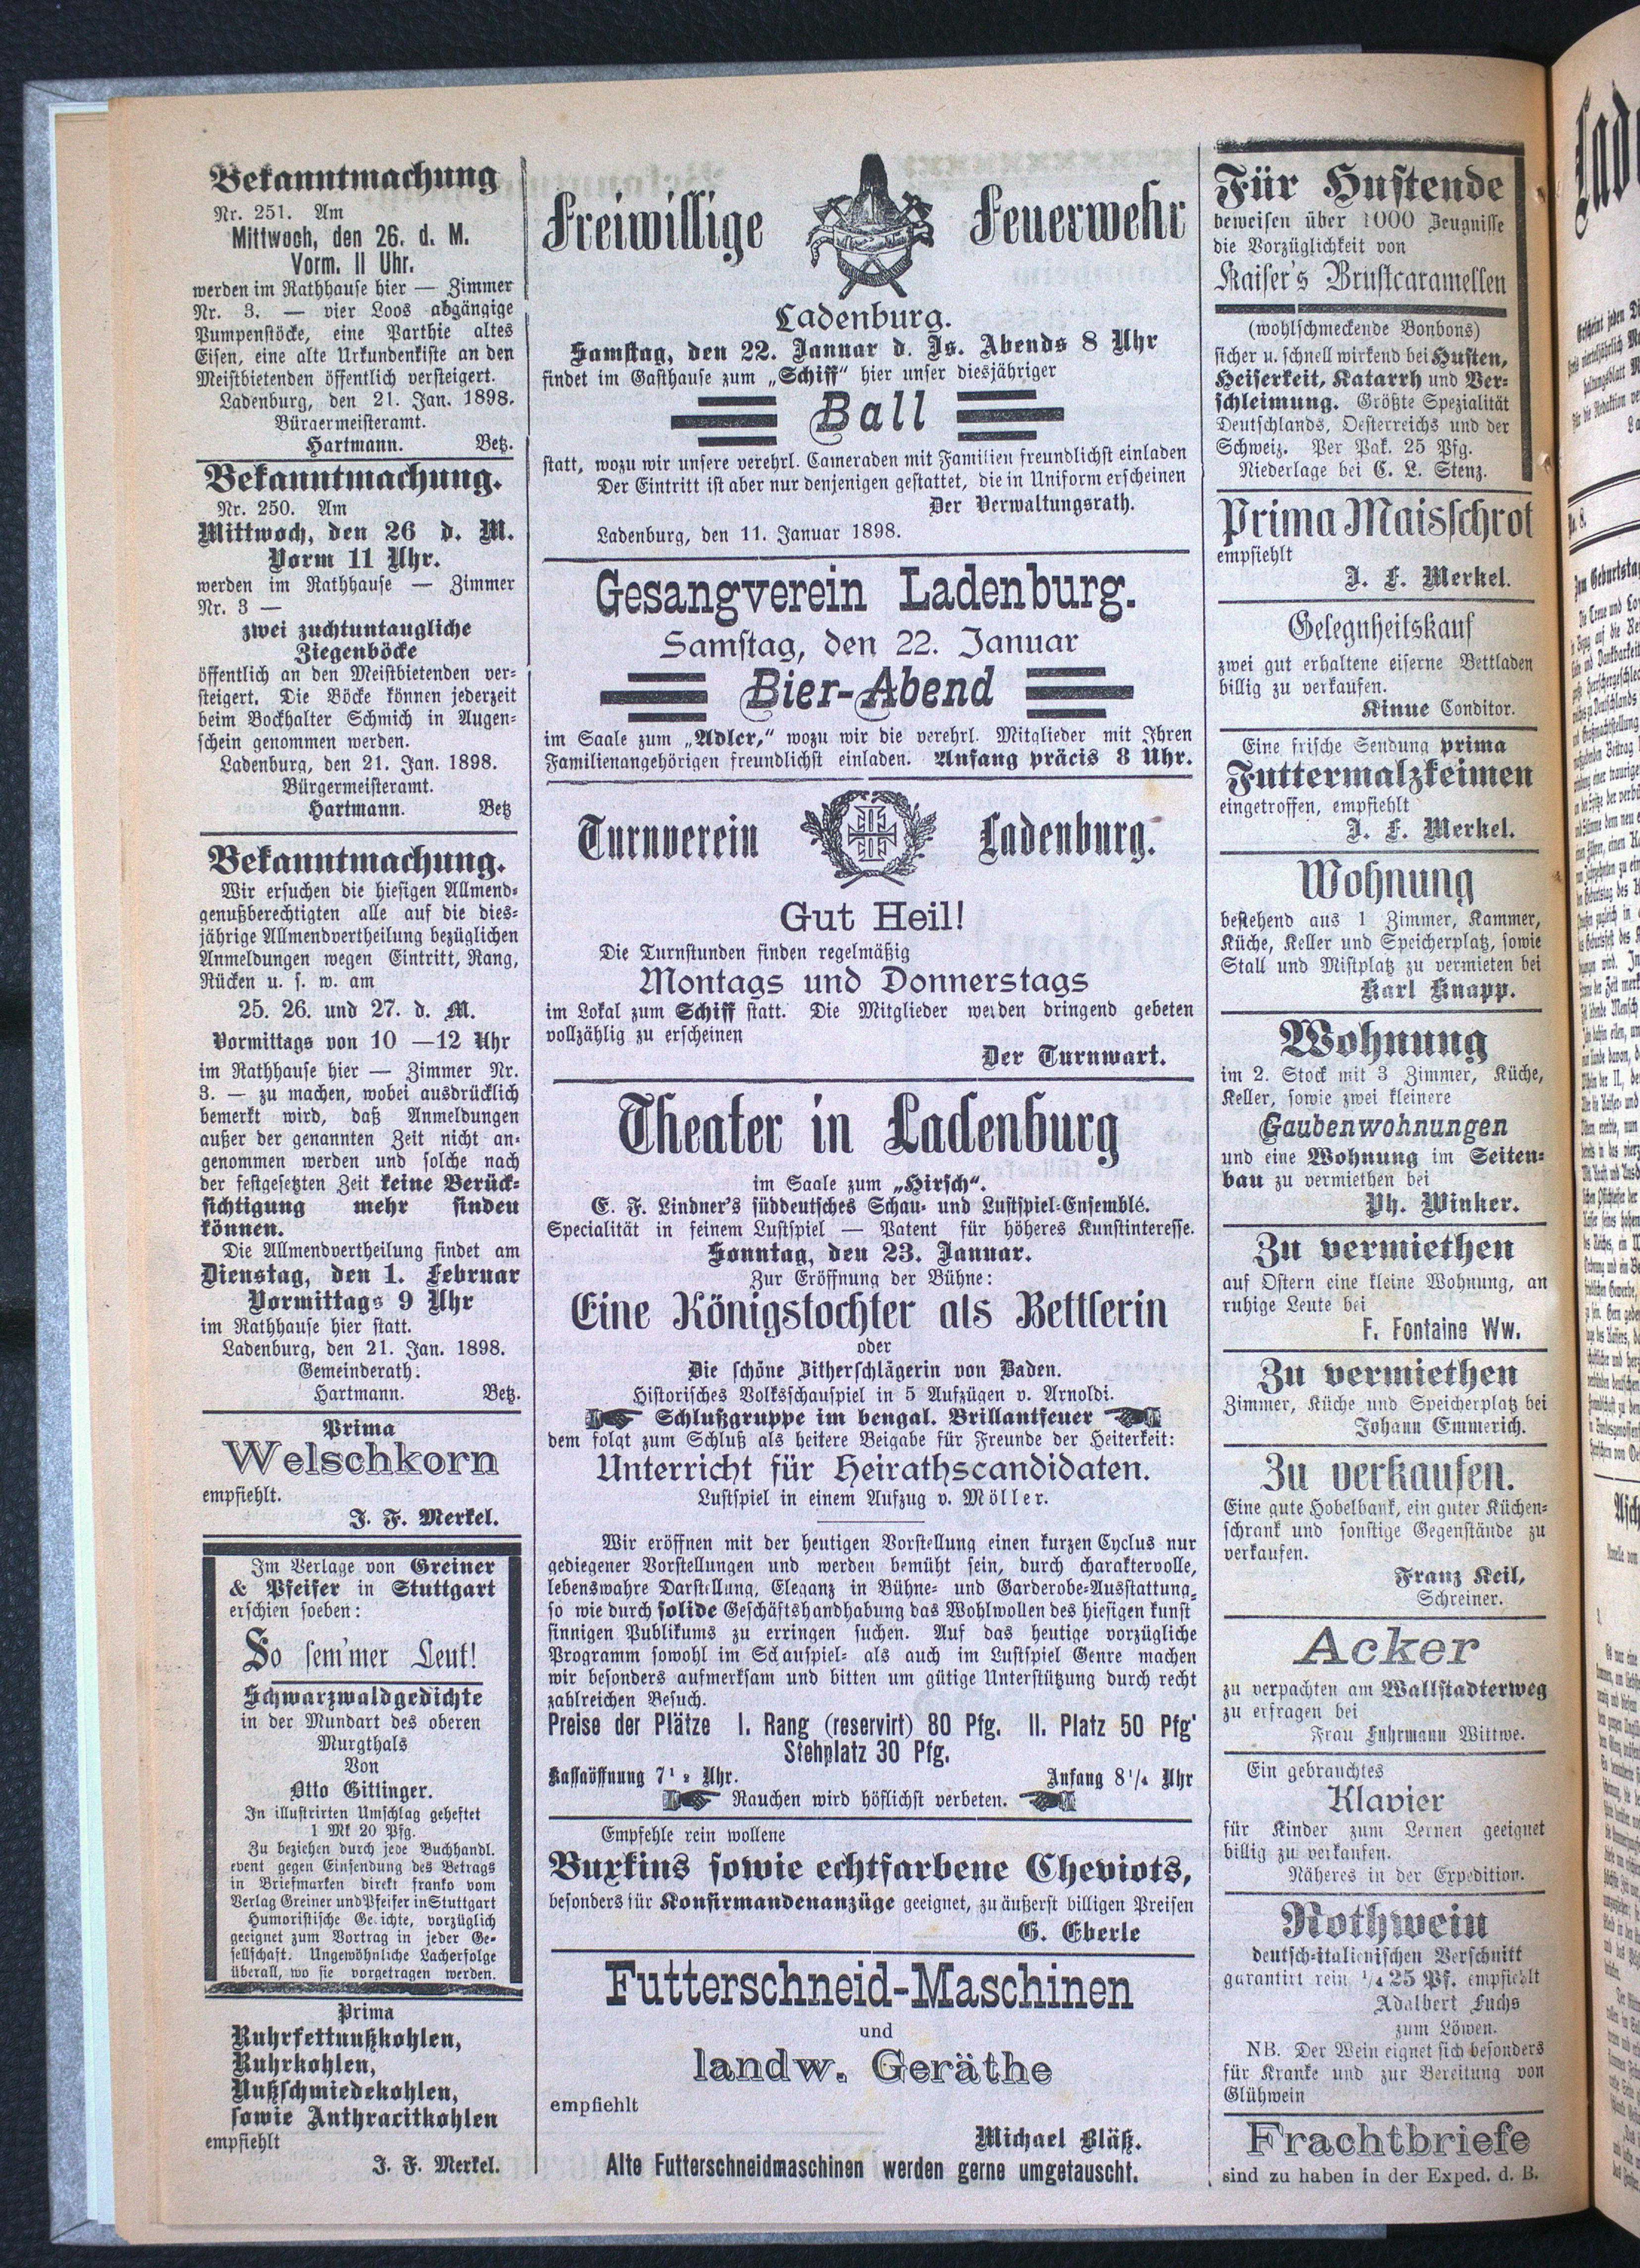 Bekanntmachung
Nr. 251. Am
Mittwoch, den 26. d. M.
Vorm. 11 Uhr.
werden im Rathhause hier — Zimmer
Nr. 3. — vier Loos abgängige
Pumpenstöcke, eine Parthie altes
Eisen, eine alte Urkundenkiste an den
Meistbietenden öffentlich versteigert.
Ladenburg, den 21. Jan. 1898.
Bürgermeisteramt.
Hartmann. Betz.
Bekanntmachung.
Nr. 250. Am
Mittwoch, den 26 d. M.
Vorm 11 Uhr.
werden im Rathhause — Zimmer
Nr. 3 —
zwei zuchtuntaugliche
Ziegenböcke
öffentlich an den Meistbietenden ver-
steigert. Die Böcke können jederzeit
beim Bockhalter Schmich in Augen-
schein genommen werden.
Ladenburg, den 21. Jan. 1898.
Bürgermeisteramt.
Hartmann. Betz
Bekanntmachung.
Wir ersuchen die hiesigen Allmend-
genußberechtigten alle auf die dies-
jährige Allmendvertheilung bezüglichen
Anmeldungen wegen Eintritt, Rang,
Rücken u. s. w. am
25. 26. und 27. d. M.
Vormittags von 10 —12 Uhr
im Rathhause hier — Zimmer Nr.
3. — zu machen, wobei ausdrücklich
bemerkt wird, daß Anmeldungen
außer der genannten Zeit nicht an-
genommen werden und solche nach
der festgesetzten Zeit keine Berück-
sichtigung mehr finden
können.
Die Allmendvertheilung findet am
Dienstag, den 1. Februar
Vormittags 9 Uhr
im Rathhause hier statt.
Ladenburg, den 21. Jan. 1898.
Gemeinderath:
Hartmann. Betz.
Prima
Welschkorn
empfiehlt.
J. F. Merkel.
Im Verlage von Greiner
& Pfeifer in Stuttgart
erschien soeben:
So sem'mer Leut!
Schwarzwaldgedichte
in der Mundart des oberen
Murgthals
Von
Otto Gittinger.
In illustrirten Umschlag geheftet
1 Mk 20 Pfg.
Zu beziehen durch jede Buchhandl.
event gegen Einsendung des Betrags
in Briefmarken direkt franko vom
Verlag Greiner und Pfeifer in Stuttgart
Humoristische Gedichte, vorzüglich
geeignet zum Vortrag in jeder Ge-
sellschaft. Ungewöhnliche Lacherfolge
überall, wo sie vorgetragen werden.
Prima
Ruhrfettnußkohlen,
Ruhrkohlen,
Nußschmiedekohlen,
sowie Anthracitkohlen
empfiehlt
J. F. Merkel.
Freiwillige Feuerwehr
Ladenburg.
Samstag, den 22. Januar d. Js. Abends 8 Uhr
findet im Gasthause zum „Schiff“ hier unser diesjähriger
Ball
statt, wozu wir unsere verehrl. Cameraden mit Familien freundlichst einladen
Der Eintritt ist aber nur denjenigen gestattet, die in Uniform erscheinen
Der Verwaltungsrath.
Ladenburg, den 11. Januar 1898.
Gesangverein Ladenburg.
Samstag, den 22. Januar
Bier-Abend
im Saale zum „Adler,“ wozu wir die verehrl. Mitglieder mit Ihren
Familienangehörigen freundlichst einladen. Anfang präcis 8 Uhr.
Turnverein Ladenburg.
Gut Heil!
Die Turnstunden finden regelmäßig
Montags und Donnerstags
im Lokal zum Schiff statt. Die Mitglieder werden dringend gebeten
vollzählig zu erscheinen
Der Turnwart.
Theater in Ladenburg
im Saale zum „Hirsch“.
E. F. Lindner's süddeutsches Schau- und Lustspiel-Ensemblé.
Specialität in feinem Lustspiel — Patent für höheres Kunstinteresse.
Sonntag, den 23. Januar.
Zur Eröffnung der Bühne:
Eine Königstochter als Bettlerin
oder
Die schöne Zitherschlägerin von Baden.
Historisches Volksschauspiel in 5 Aufzügen v. Arnoldi.
Schlußgruppe im bengal. Brillantfeuer
dem folgt zum Schluß als heitere Beigabe für Freunde der Heiterkeit:
Unterricht für Heirathscandidaten.
Lustspiel in einem Aufzug v. Möller.
Wir eröffnen mit der heutigen Vorstellung einen kurzen Cyclus nur
gediegener Vorstellungen und werden bemüht sein, durch charaktervolle,
lebenswahre Darstellung, Eleganz in Bühne- und Garderobe-Ausstattung,
so wie durch solide Geschäftshandhabung das Wohlwollen des hiesigen kunst
sinnigen Publikums zu erringen suchen. Auf das heutige vorzügliche
Programm sowohl im Schauspiel- als auch im Lustspiel Genre machen
wir besonders aufmerksam und bitten um gütige Unterstützung durch recht
zahlreichen Besuch.
Preise der Plätze I. Rang (reservirt) 80 Pfg. II. Platz 50 Pfg'
Stehplatz 30 Pfg.
Kassaöffnung 7 1/2 Uhr. Anfang 8 1/4 Uhr
Rauchen wird höflichst verbeten.
Empfehle rein wollene
Buxkins sowie echtfarbene Cheviots,
besonders für Konfirmandenanzüge geeignet, zu äußerst billigen Preisen
G. Eberle
Futterschneid-Maschinen
und
landw. Geräthe
empfiehlt
Michael Bläß.
Alte Futterschneidmaschinen werden gerne umgetauscht.
Für Hustende
beweisen über 1000 Zeugnisse
die Vorzüglichkeit von
Kaiser's Brustcaramellen
(wohlschmeckende Bonbons)
sicher u. schnell wirkend bei Husten,
Heiserkeit, Katarrh und Ver-
schleimung. Größte Spezialität
Deutschlands, Oesterreichs und der
Schweiz. Per Pak. 25 Pfg.
Niederlage bei C. L. Stenz.
Prima Maisschrot
empfiehlt
J. F. Merkel.
Gelegnheitskauf
zwei gut erhaltene eiserne Bettladen
billig zu verkaufen.
Kinue Conditor.
Eine frische Sendung prima
Futtermalzkeimen
eingetroffen, empfiehlt
J. F. Merkel.
Wohnung
bestehend aus 1 Zimmer, Kammer,
Küche, Keller und Speicherplatz, sowie
Stall und Mistplatz zu vermieten bei
Karl Knapp.
Wohnung
im 2. Stock mit 3 Zimmer, Küche,
Keller, sowie zwei kleinere
Gaubenwohnungen
und eine Wohnung im Seiten-
bau zu vermiethen bei
Ph. Winker.
Zu vermiethen
auf Ostern eine kleine Wohnung, an
ruhige Leute bei
F. Fontaine Ww.
Zu vermiethen
Zimmer, Küche und Speicherplatz bei
Johann Emmerich.
Zu verkaufen.
Eine gute Hobelbank, ein guter Küchen-
schrank und sonstige Gegenstände zu
verkaufen.
Franz Keil,
Schreiner.
Acker
zu verpachten am Wallstadterweg
zu erfragen bei
Frau Fuhrmann Wittwe.
Ein gebrauchtes
Klavier
für Kinder zum Lernen geeignet
billig zu verkaufen.
Näheres in der Expedition.
Rothwein
deutsch-italienischen Verschnitt
garantirt rein 1/4 25 Pf. empfiehlt
Adalbert Fuchs
zum Löwen.
NB. Der Wein eignet sich besonders
für Kranke und zur Bereitung von
Glühwein
Frachtbriefe
sind zu haben in der Exped. d. B.